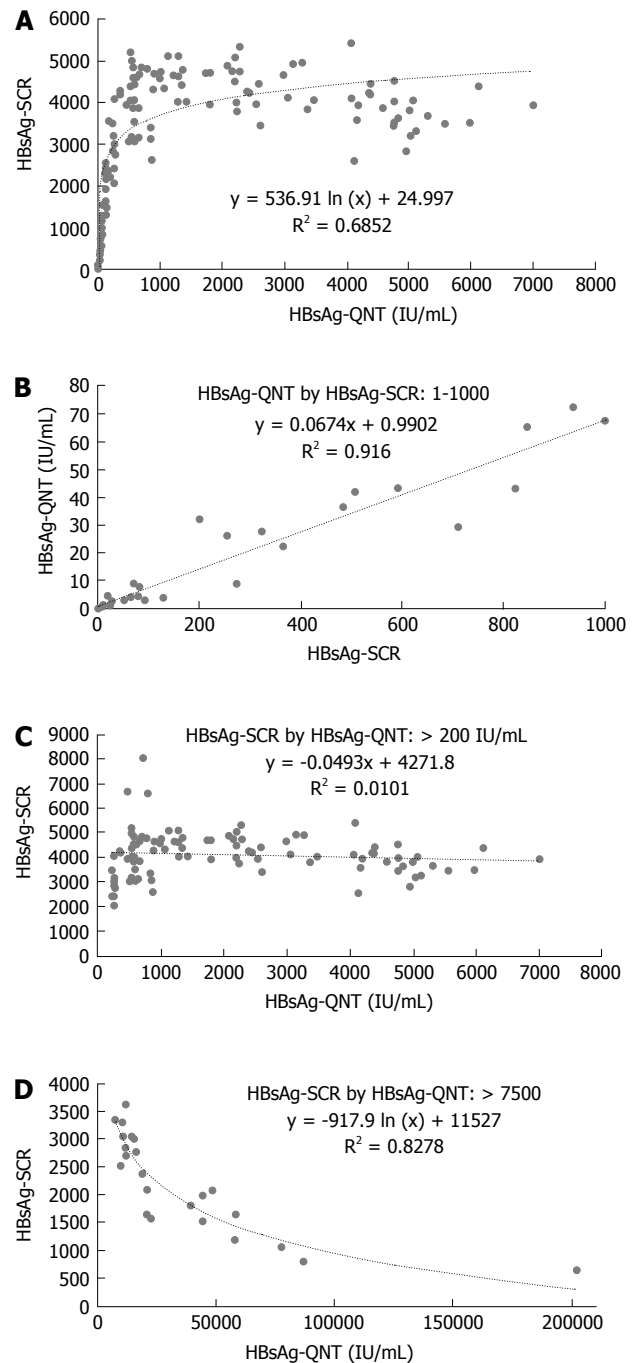 A
6000
5000
4000
3000
2000
1000
0
HBsAg-SCR
y = 536.91 ln (x) + 24.997
R² = 0.6852
0 1000 2000 3000 4000 5000 6000 7000 8000
HBsAg-QNT (IU/mL)
B
HBsAg-QNT by HBsAg-SCR: 1-1000
y = 0.0674x + 0.9902
R² = 0.916
80
70
60
50
40
30
20
10
0
HBsAg-QNT (IU/mL)
0 200 400 600 800 1000
HBsAg-SCR
C
HBsAg-SCR by HBsAg-QNT: > 200 IU/mL
y = -0.0493x + 4271.8
R² = 0.0101
9000
8000
7000
6000
5000
4000
3000
2000
1000
0
HBsAg-SCR
0 1000 2000 3000 4000 5000 6000 7000 8000
HBsAg-QNT (IU/mL)
D
HBsAg-SCR by HBsAg-QNT: > 7500
y = -917.9 ln (x) + 11527
R² = 0.8278
4000
3500
3000
2500
2000
1500
1000
500
0
HBsAg-SCR
0 50000 100000 150000 200000
HBsAg-QNT (IU/mL)